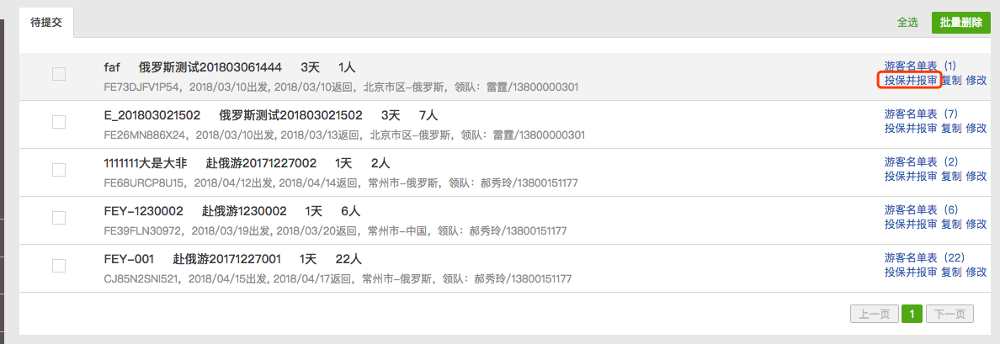 待提交 全选 批量删除
faf 俄罗斯测试201803061444 3天 1人 游客名单表 (1)
FE73DJFV1P54，2018/03/10出发, 2018/03/10返回，北京市区-俄罗斯，领队：雷霆/13800000301 投保并报审 复制 修改
E_201803021502 俄罗斯测试201803021502 3天 7人 游客名单表 (7)
FE26MN886X24，2018/03/10出发, 2018/03/13返回，北京市区-俄罗斯，领队：雷霆/13800000301 投保并报审 复制 修改
1111111大是大非 赴俄游20171227002 1天 2人 游客名单表 (2)
FE68URCP8U15，2018/04/12出发, 2018/04/14返回，常州市-俄罗斯，领队：郝秀玲/13800151177 投保并报审 复制 修改
FEY-1230002 赴俄游1230002 1天 6人 游客名单表 (6)
FE39FLN30972，2018/03/19出发, 2018/03/20返回，常州市-中国，领队：郝秀玲/13800151177 投保并报审 复制 修改
FEY-001 赴俄游20171227001 1天 22人 游客名单表 (22)
CJ85N2SNI521，2018/04/15出发, 2018/04/17返回，常州市-俄罗斯，领队：郝秀玲/13800151177 投保并报审 复制 修改
上一页 1 下一页